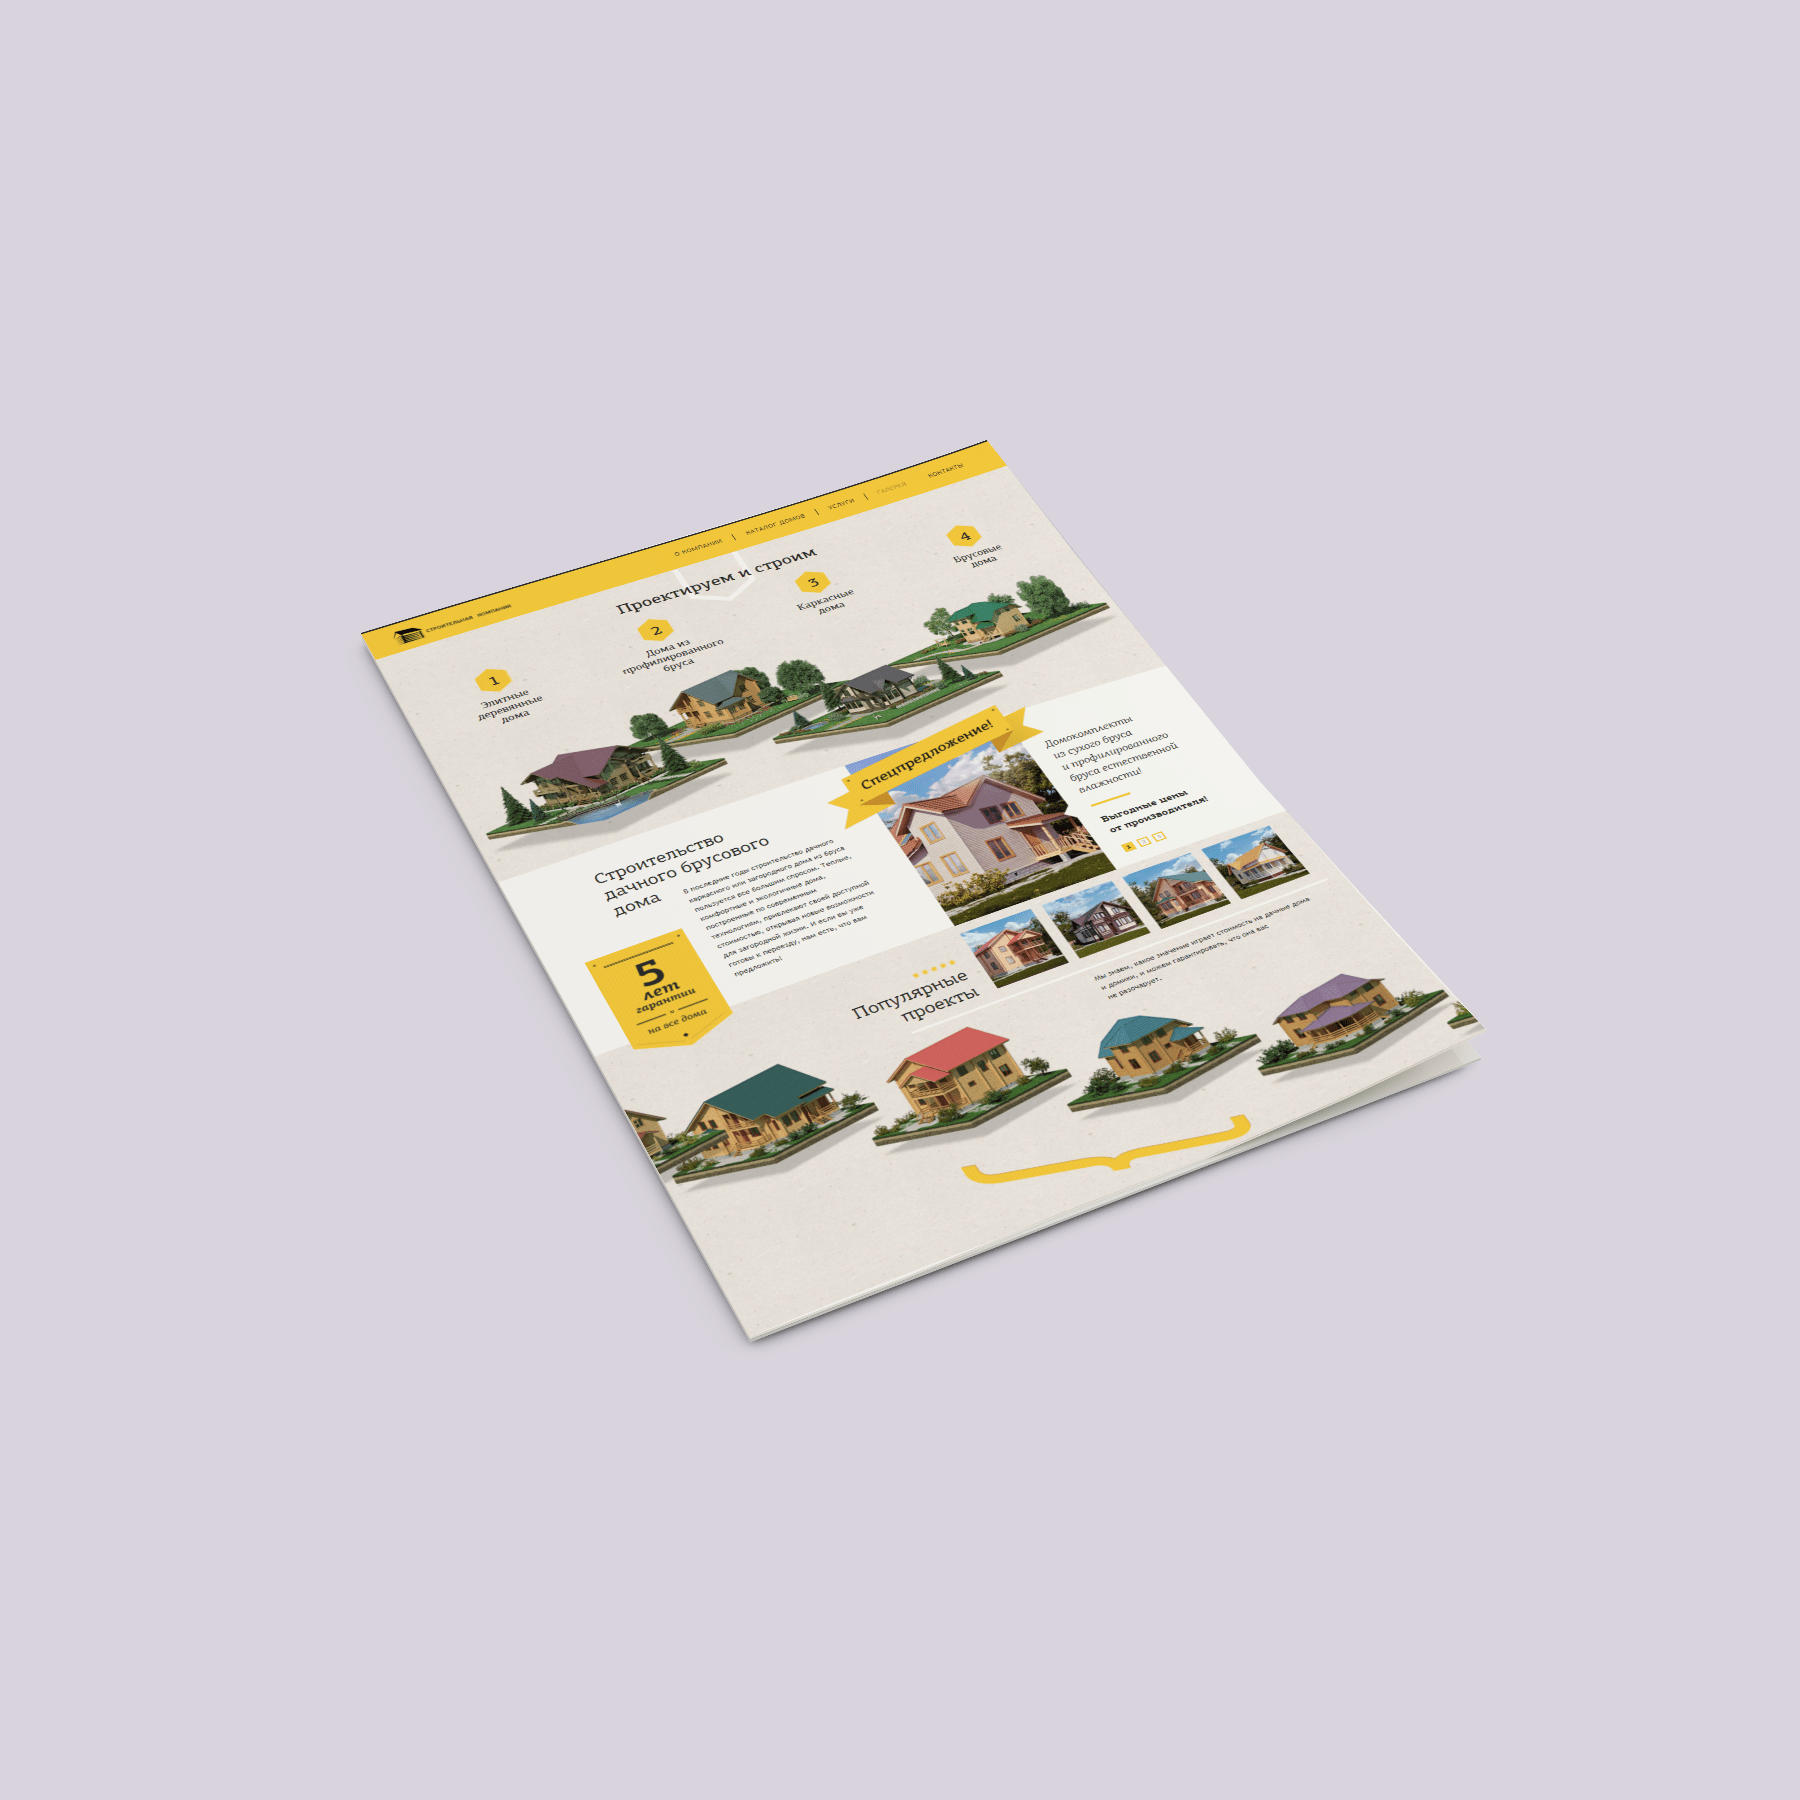 СТРОИТЕЛЬНАЯ КОМПАНИЯ
О КОМПАНИИ | КАТАЛОГ ДОМОВ | УСЛУГИ | ГАЛЕРЕЯ КОНТАКТЫ
Проектируем и строим
1
Элитные
деревянные
дома
2
Дома из
профилированного
бруса
3
Каркасные
дома
4
Брусовые
дома
Строительство
дачного брусового
дома
В последние годы строительство дачного
каркасного или загородного дома из бруса
пользуется все большим спросом. Теплые,
комфортные и экологичные дома,
построенные по современным
технологиям, привлекают своей доступной
стоимостью, открывая новые возможности
для загородной жизни. И если вы уже
готовы к переезду, нам есть, что вам
предложить!
5
лет
гарантии
на все дома
Спецпредложение!
Домокомплекты
из сухого бруса
и профилированного
бруса естественной
влажности!
Выгодные цены
от производителя!
1 2 3
Популярные
проекты
Мы знаем, какое значение играет стоимость на дачные дома
и домики, и можем гарантировать, что она вас
не разочарует.